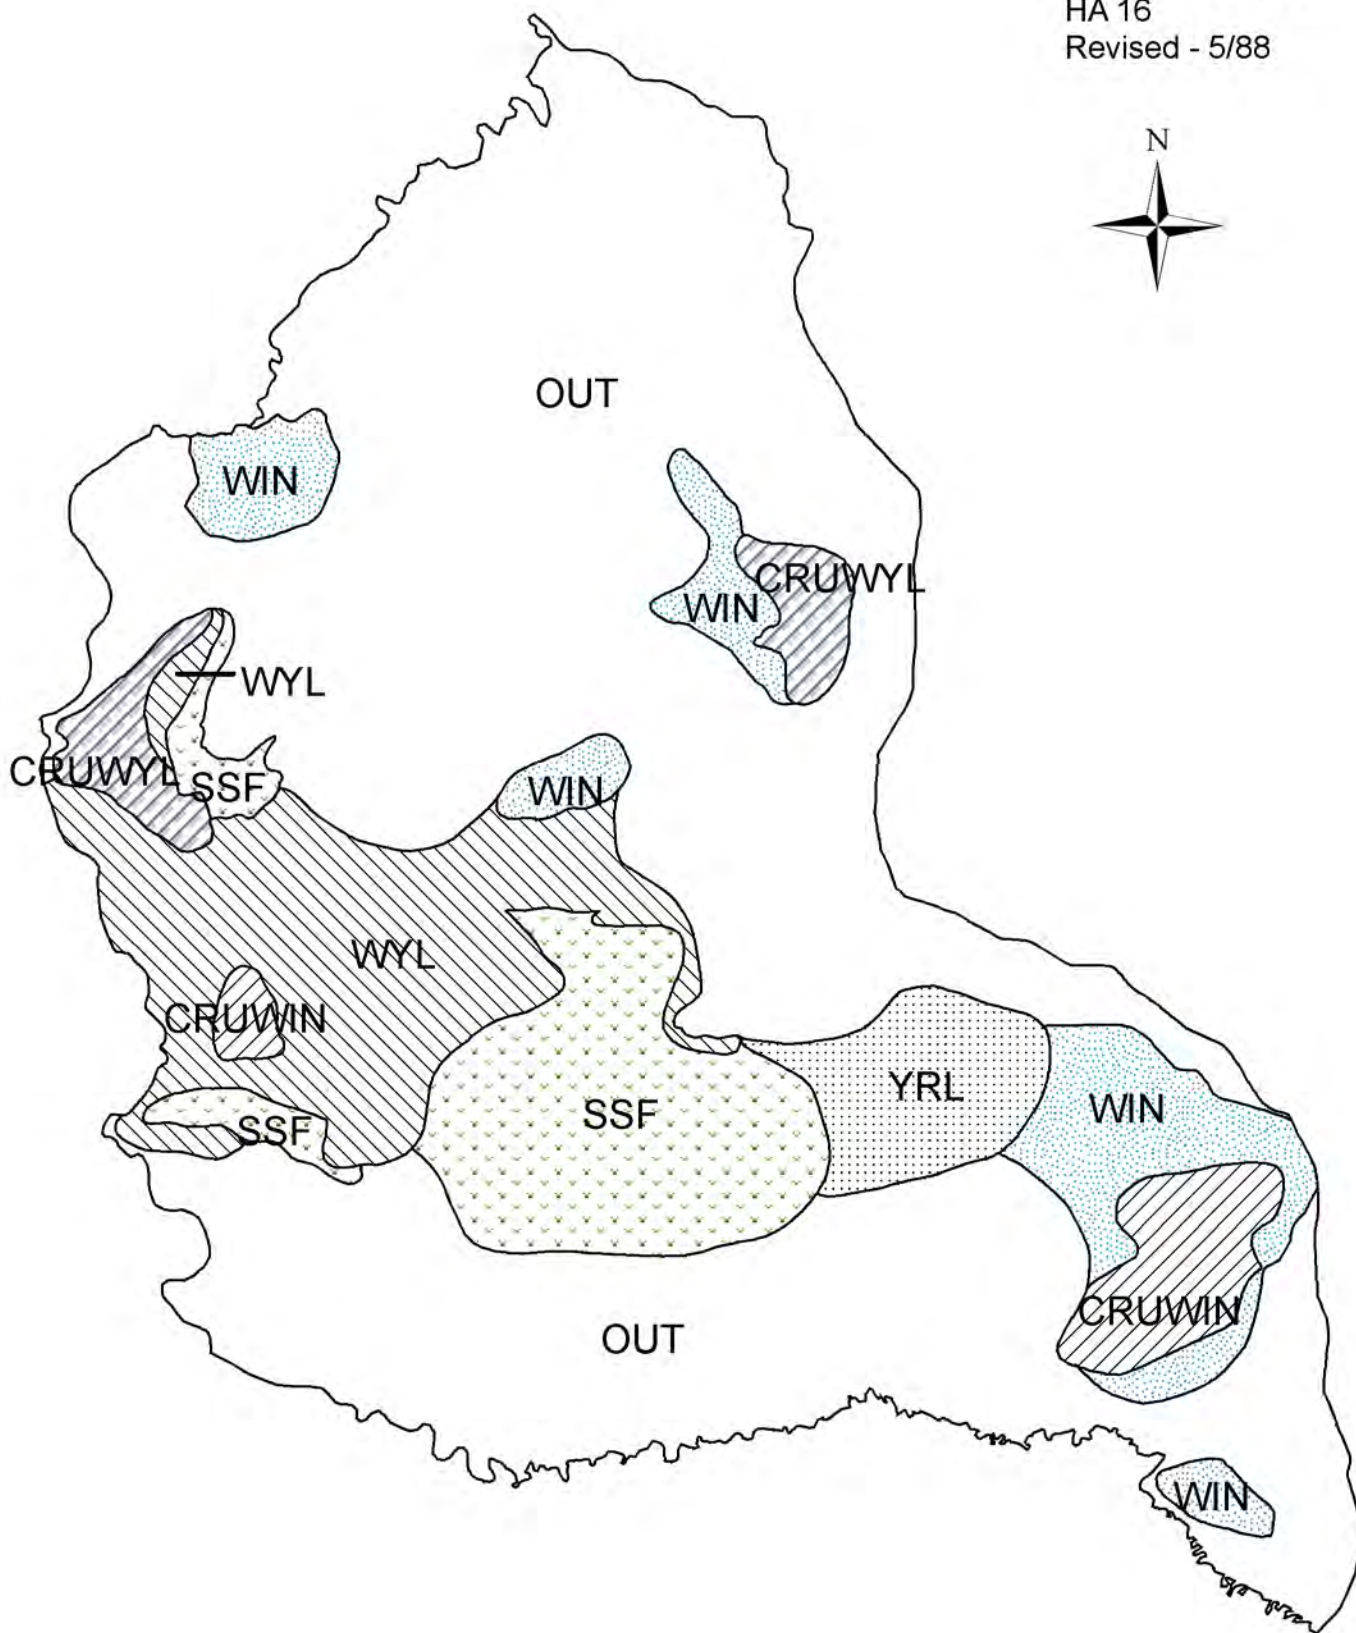 HA 16
Revised - 5/88
N
OUT
WIN
CRUWYL
WIN
WYL
CRUWYL
SSF
WIN
WYL
CRUWIN
YRL
WIN
SSF
SSF
CRUWIN
OUT
WIN